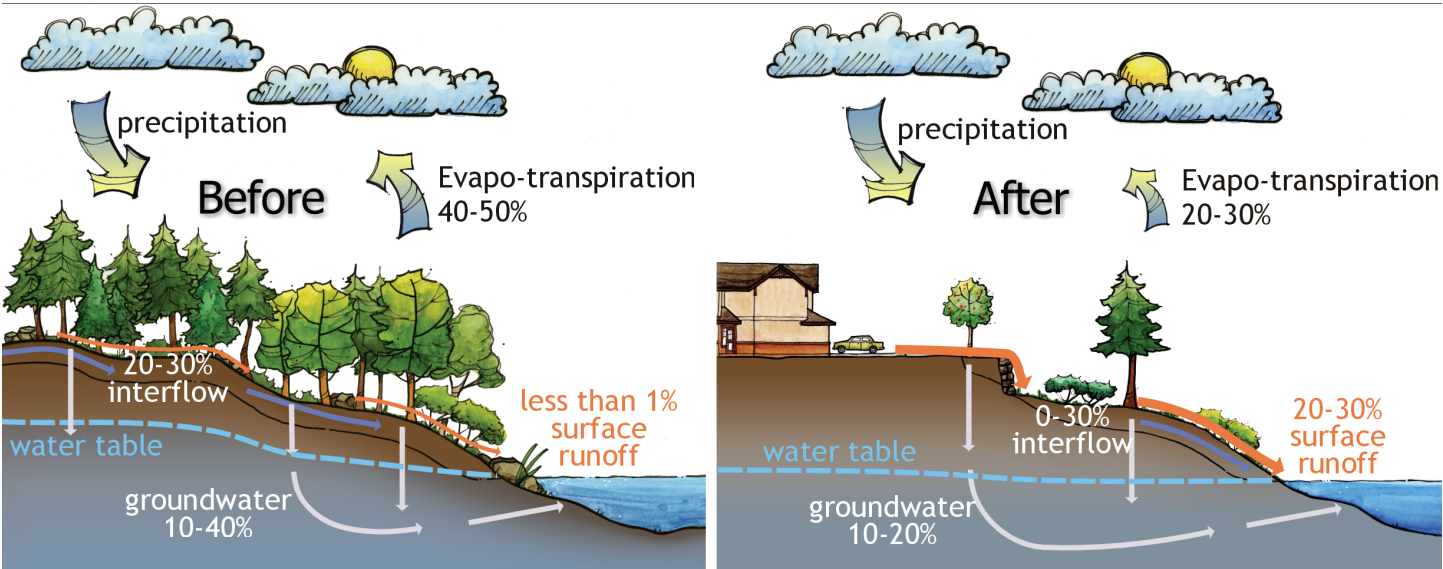 precipitation
Before
Evapo-transpiration
40-50%
20-30%
interflow
less than 1%
surface
runoff
water table
groundwater
10-40%
precipitation
After
Evapo-transpiration
20-30%
0-30%
interflow
20-30%
surface
runoff
water table
groundwater
10-20%